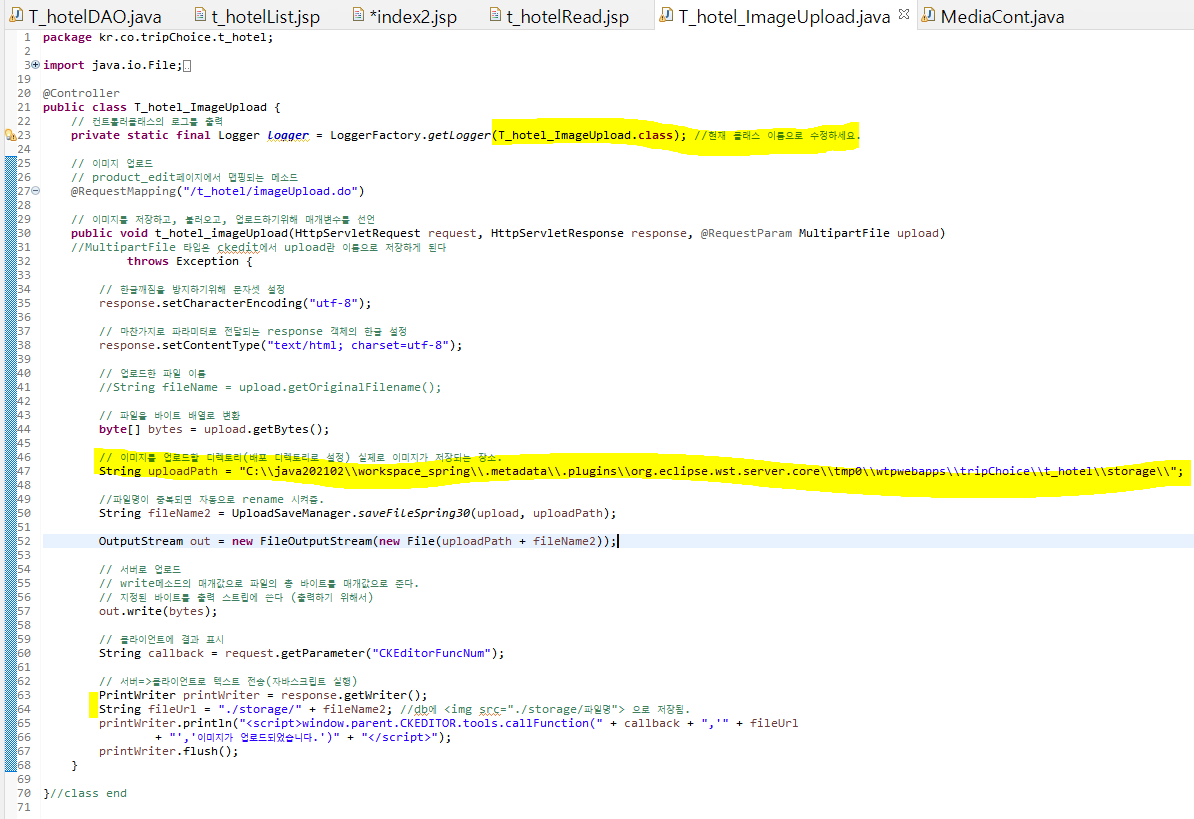 T_hotelDAO.java t_hotelList.jsp *index2.jsp t_hotelRead.jsp T_hotel_ImageUpload.java MediaCont.java
1 package kr.co.tripChoice.t_hotel;
2
3 import java.io.File;
19
20 @Controller
21 public class T_hotel_ImageUpload {
22 // 컨트롤러클래스의 로그를 출력
23 private static final Logger logger = LoggerFactory.getLogger(T_hotel_ImageUpload.class); //현재 클래스 이름으로 수정하세요.
24
25 // 이미지 업로드
26 // product_edit페이지에서 맵핑되는 메소드
27 @RequestMapping("/t_hotel/imageUpload.do")
28
29 // 이미지를 저장하고, 불러오고, 업로드하기위해 매개변수를 선언
30 public void t_hotel_imageUpload(HttpServletRequest request, HttpServletResponse response, @RequestParam MultipartFile upload)
31 //MultipartFile 타입은 ckedit에서 upload란 이름으로 저장하게 된다
32 throws Exception {
33
34 // 한글깨짐을 방지하기위해 문자셋 설정
35 response.setCharacterEncoding("utf-8");
36
37 // 마찬가지로 파라미터로 전달되는 response 객체의 한글 설정
38 response.setContentType("text/html; charset=utf-8");
39
40 // 업로드한 파일 이름
41 //String fileName = upload.getOriginalFilename();
42
43 // 파일을 바이트 배열로 변환
44 byte[] bytes = upload.getBytes();
45
46 // 이미지를 업로드할 디렉토리(배포 디렉토리로 설정) 실제로 이미지가 저장되는 장소.
47 String uploadPath = "C:\\java202102\\workspace_spring\\.metadata\\.plugins\\org.eclipse.wst.server.core\\tmp0\\wtpwebapps\\tripChoice\\t_hotel\\storage\\";
48
49 //파일명이 중복되면 자동으로 rename 시켜줌.
50 String fileName2 = UploadSaveManager.saveFileSpring30(upload, uploadPath);
51
52 OutputStream out = new FileOutputStream(new File(uploadPath + fileName2));
53
54 // 서버로 업로드
55 // write메소드의 매개값으로 파일의 총 바이트를 매개값으로 준다.
56 // 지정된 바이트를 출력 스트립에 쓴다 (출력하기 위해서)
57 out.write(bytes);
58
59 // 클라이언트에 결과 표시
60 String callback = request.getParameter("CKEditorFuncNum");
61
62 // 서버=>클라이언트로 텍스트 전송(자바스크립트 실행)
63 PrintWriter printWriter = response.getWriter();
64 String fileUrl = "./storage/" + fileName2; //db에 <img src="./storage/파일명"> 으로 저장됨.
65 printWriter.println("<script>window.parent.CKEDITOR.tools.callFunction(" + callback + ",'" + fileUrl
66 + "','이미지가 업로드되었습니다.')" + "</script>");
67 printWriter.flush();
68 }
69
70 }//class end
71